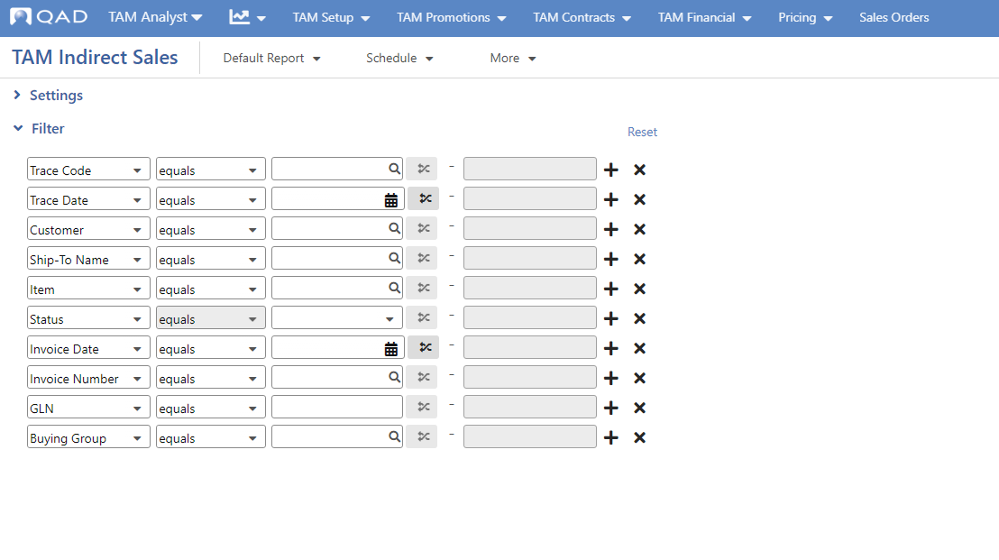 QAD TAM Analyst TAM Setup TAM Promotions TAM Contracts TAM Financial Pricing Sales Orders
TAM Indirect Sales Default Report Schedule More
Settings
Filter
Reset
Trace Code equals -
Trace Date equals -
Customer equals -
Ship-To Name equals -
Item equals -
Status equals -
Invoice Date equals -
Invoice Number equals -
GLN equals -
Buying Group equals -